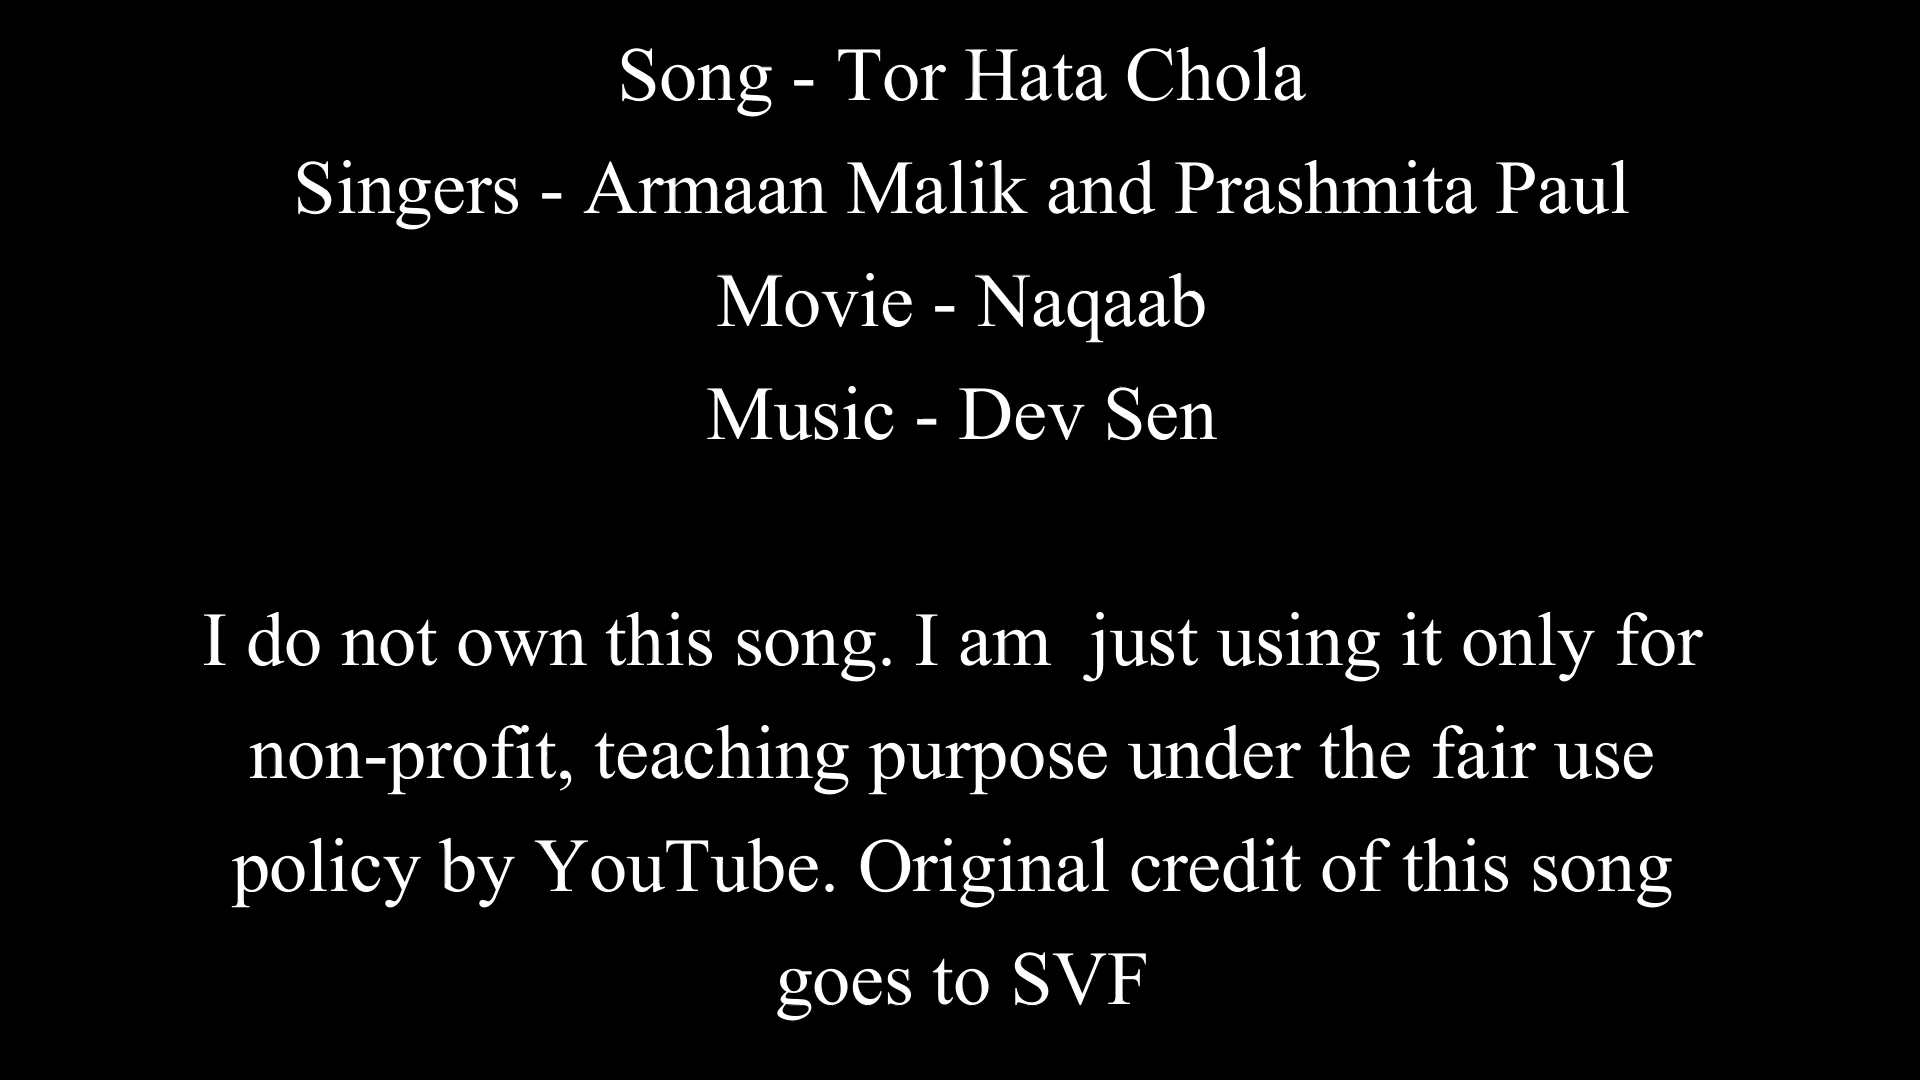 Song - Tor Hata Chola
Singers - Armaan Malik and Prashmita Paul
Movie - Naqaab
Music - Dev Sen
I do not own this song. I am  just using it only for
non-profit, teaching purpose under the fair use
policy by YouTube. Original credit of this song
goes to SVF